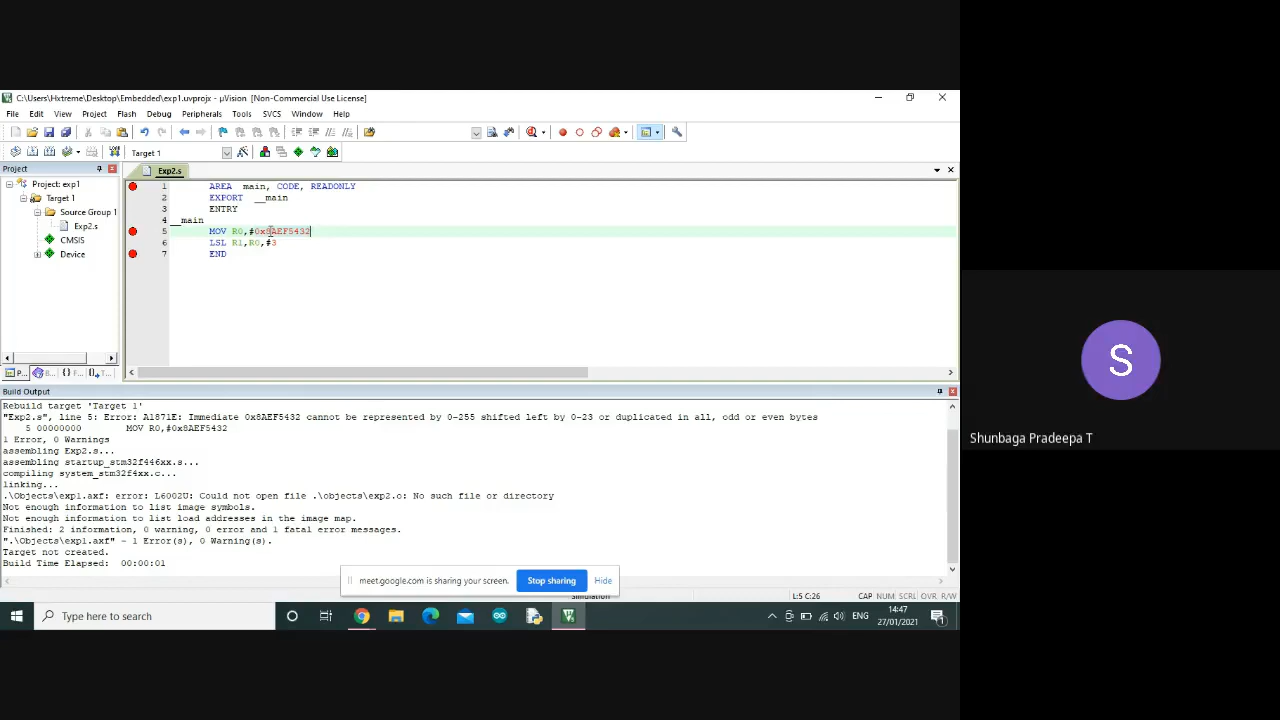 C:\Users\Hxtreme\Desktop\Embedded\exp1.uvprojx - µVision [Non-Commercial Use License]
File Edit View Project Flash Debug Peripherals Tools SVCS Window Help
Target 1
Project
Exp2.s
Project: exp1
Target 1
Source Group 1
Exp2.s
CMSIS
Device
1 AREA main, CODE, READONLY
2 EXPORT __main
3 ENTRY
4 __main
5 MOV R0,#0x8AEF5432
6 LSL R1,R0,#3
7 END
P... B... {} F... T...
Build Output
Rebuild target 'Target 1'
"Exp2.s", line 5: Error: A1871E: Immediate 0x8AEF5432 cannot be represented by 0-255 shifted left by 0-23 or duplicated in all, odd or even bytes
5 00000000 MOV R0,#0x8AEF5432
1 Error, 0 Warnings
assembling Exp2.s...
assembling startup_stm32f446xx.s...
compiling system_stm32f4xx.c...
linking...
.\Objects\exp1.axf: error: L6002U: Could not open file .\objects\exp2.o: No such file or directory
Not enough information to list image symbols.
Not enough information to list load addresses in the image map.
Finished: 2 information, 0 warning, 0 error and 1 fatal error messages.
".\Objects\exp1.axf" - 1 Error(s), 0 Warning(s).
Target not created.
Build Time Elapsed: 00:00:01
meet.google.com is sharing your screen. Stop sharing Hide
Simulation L:5 C:26 CAP NUM SCRL OVR R/W
Type here to search
ENG
14:47
27/01/2021
1
S
Shunbaga Pradeepa T